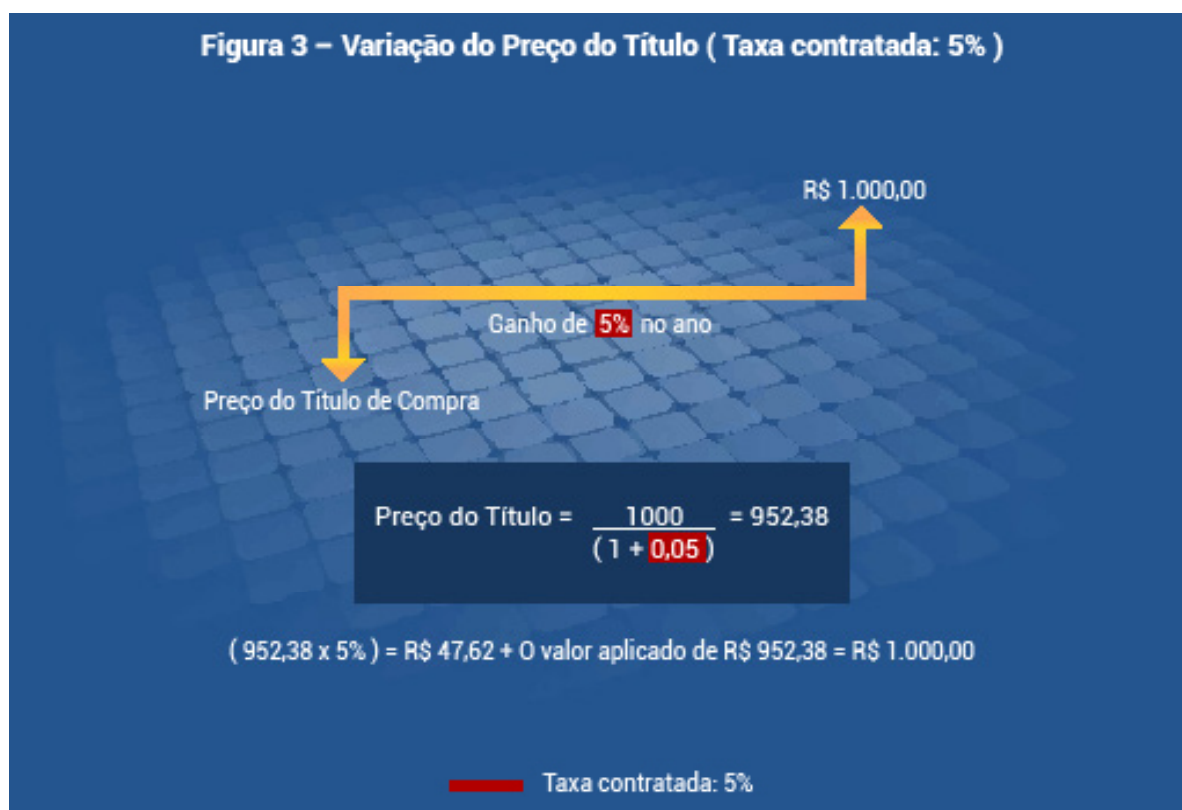 Figura 3 – Variação do Preço do Título ( Taxa contratada: 5% )
R$ 1.000,00
Ganho de 5% no ano
Preço do Título de Compra
Preço do Título = 1000 = 952,38
( 1 + 0,05 )
( 952,38 x 5% ) = R$ 47,62 + O valor aplicado de R$ 952,38 = R$ 1.000,00
Taxa contratada: 5%